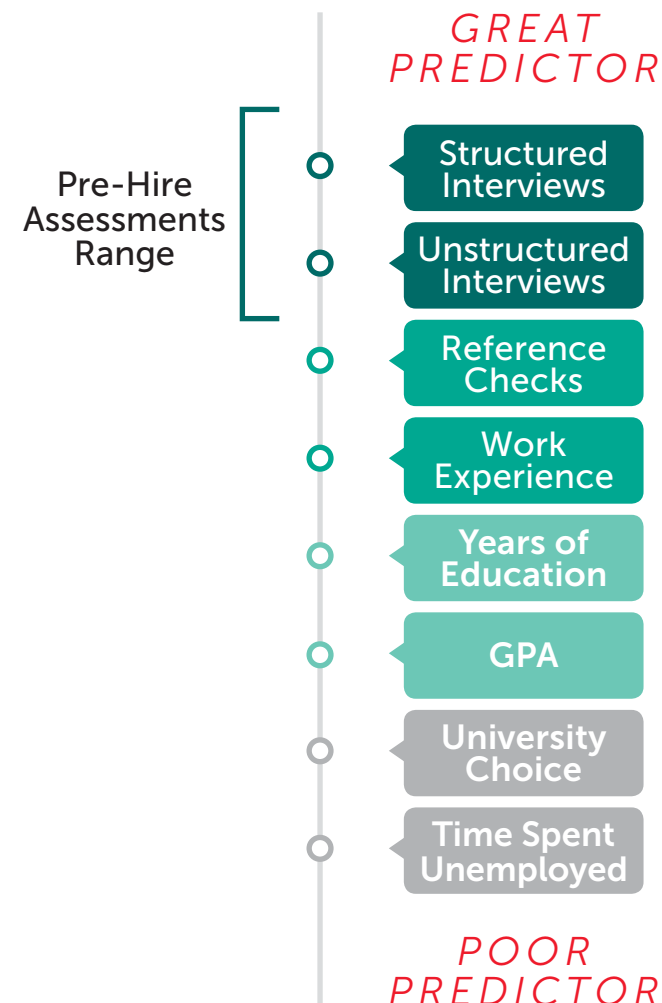 GREAT
PREDICTOR
Pre-Hire
Assessments
Range
Structured
Interviews
Unstructured
Interviews
Reference
Checks
Work
Experience
Years of
Education
GPA
University
Choice
Time Spent
Unemployed
POOR
PREDICTOR